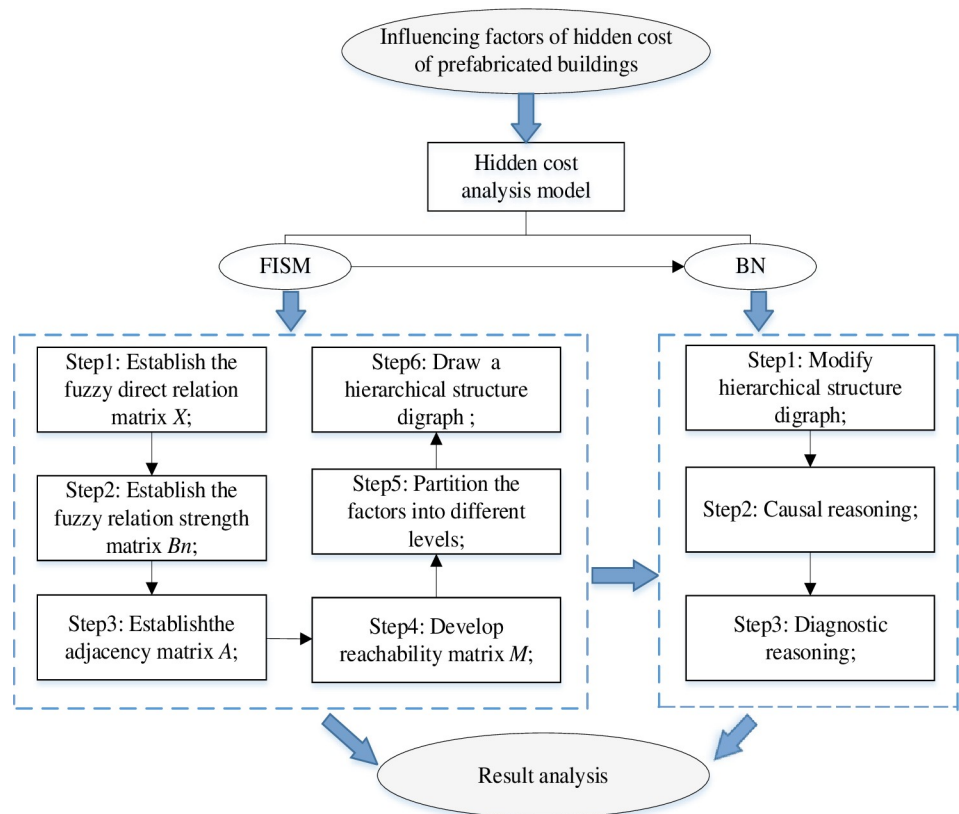 Influencing factors of hidden cost
of prefabricated buildings
Hidden cost
analysis model
FISM
BN
Step1: Establish the
fuzzy direct relation
matrix X;
Step2: Establish the
fuzzy relation strength
matrix Bn;
Step3: Establishthe
adjacency matrix A;
Step4: Develop
reachability matrix M;
Step5: Partition the
factors into different
levels;
Step6: Draw a
hierarchical structure
digraph ;
Step1: Modify
hierarchical structure
digraph;
Step2: Causal reasoning;
Step3: Diagnostic
reasoning;
Result analysis